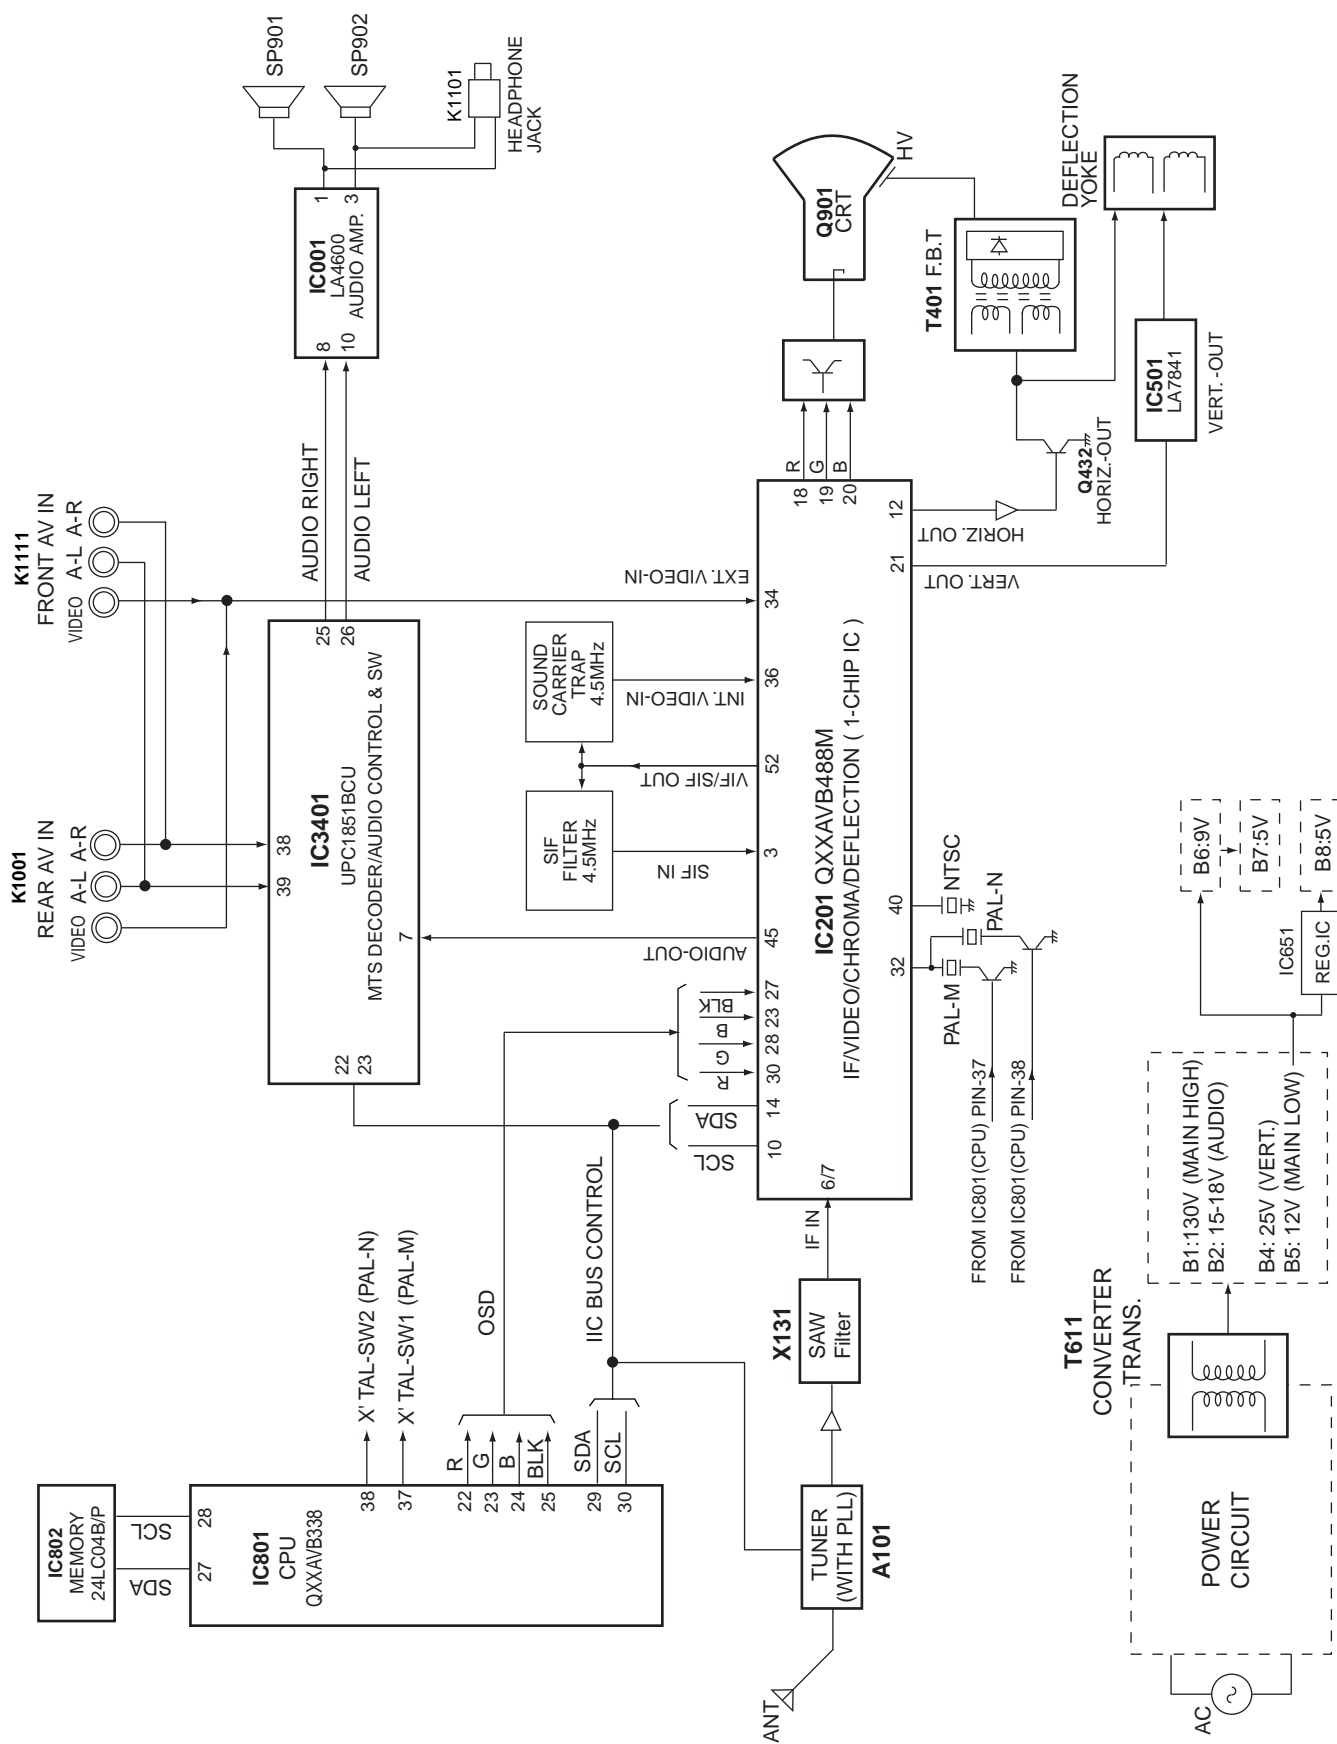 IC802
MEMORY
24LC04B/P
SDA
SCL
27
28
IC801
CPU
QXXAVB338
38
X' TAL-SW2 (PAL-N)
37
X' TAL-SW1 (PAL-M)
22
R
23
G
24
B
25
BLK
OSD
29
SDA
30
SCL
IIC BUS CONTROL
K1001
REAR AV IN
VIDEO
A-L
A-R
K1111
FRONT AV IN
VIDEO
A-L
A-R
39
38
IC3401
UPC1851BCU
MTS DECODER/AUDIO CONTROL & SW
22
23
7
25
26
AUDIO RIGHT
AUDIO LEFT
8
10
IC001
LA4600
AUDIO AMP.
1
3
SP901
SP902
K1101
HEADPHONE
JACK
ANT
TUNER
(WITH PLL)
A101
X131
SAW
Filter
IF IN
6/7
SCL
10
SDA
14
R
30
G
28
B
23
BLK
27
AUDIO-OUT
45
SIF
FILTER
4.5MHz
SIF IN
3
VIF/SIF OUT
52
SOUND
CARRIER
TRAP
4.5MHz
INT. VIDEO-IN
36
EXT. VIDEO-IN
34
IC201 QXXAVB488M
IF/VIDEO/CHROMA/DEFLECTION ( 1-CHIP IC )
32
40
NTSC
PAL-M
PAL-N
FROM IC801(CPU) PIN-37
FROM IC801(CPU) PIN-38
21
VERT. OUT
12
HORIZ. OUT
18
R
19
G
20
B
Q901
CRT
HV
Q432
HORIZ.-OUT
T401 F.B.T
IC501
LA7841
VERT. -OUT
DEFLECTION
YOKE
AC
POWER
CIRCUIT
T611
CONVERTER
TRANS.
B1:130V (MAIN HIGH)
B2: 15-18V (AUDIO)
B4: 25V (VERT.)
B5: 12V (MAIN LOW)
IC651
REG.IC
B6:9V
B7:5V
B8:5V